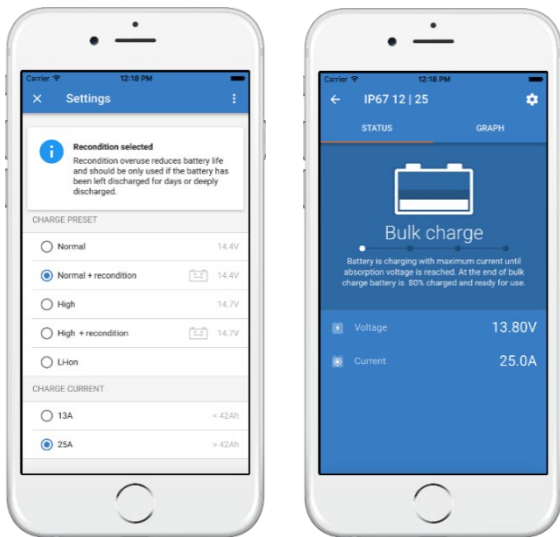 Carrier 12:18 PM
Settings
Recondition selected
Recondition overuse reduces battery life
and should be only used if the battery has
been left discharged for days or deeply
discharged.
CHARGE PRESET
Normal 14.4V
Normal + recondition 14.4V
High 14.7V
High + recondition 14.7V
Li-ion
CHARGE CURRENT
13A < 42Ah
25A > 42Ah
Carrier 12:18 PM
IP67 12 | 25
STATUS GRAPH
Bulk charge
Battery is charging with maximum current until
absorption voltage is reached. At the end of bulk
charge battery is 80% charged and ready for use.
Voltage 13.80V
Current 25.0A